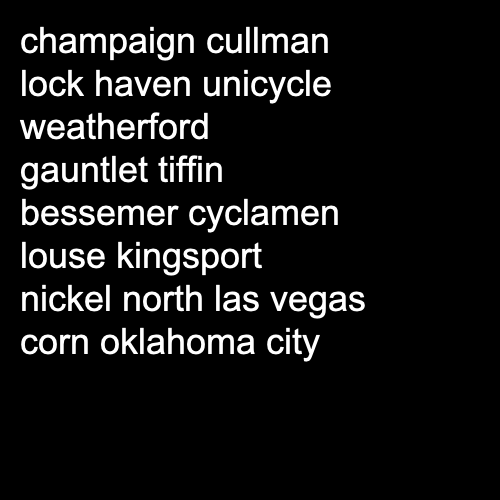 champaign cullman
lock haven unicycle
weatherford
gauntlet tiffin
bessemer cyclamen
louse kingsport
nickel north las vegas
corn oklahoma city